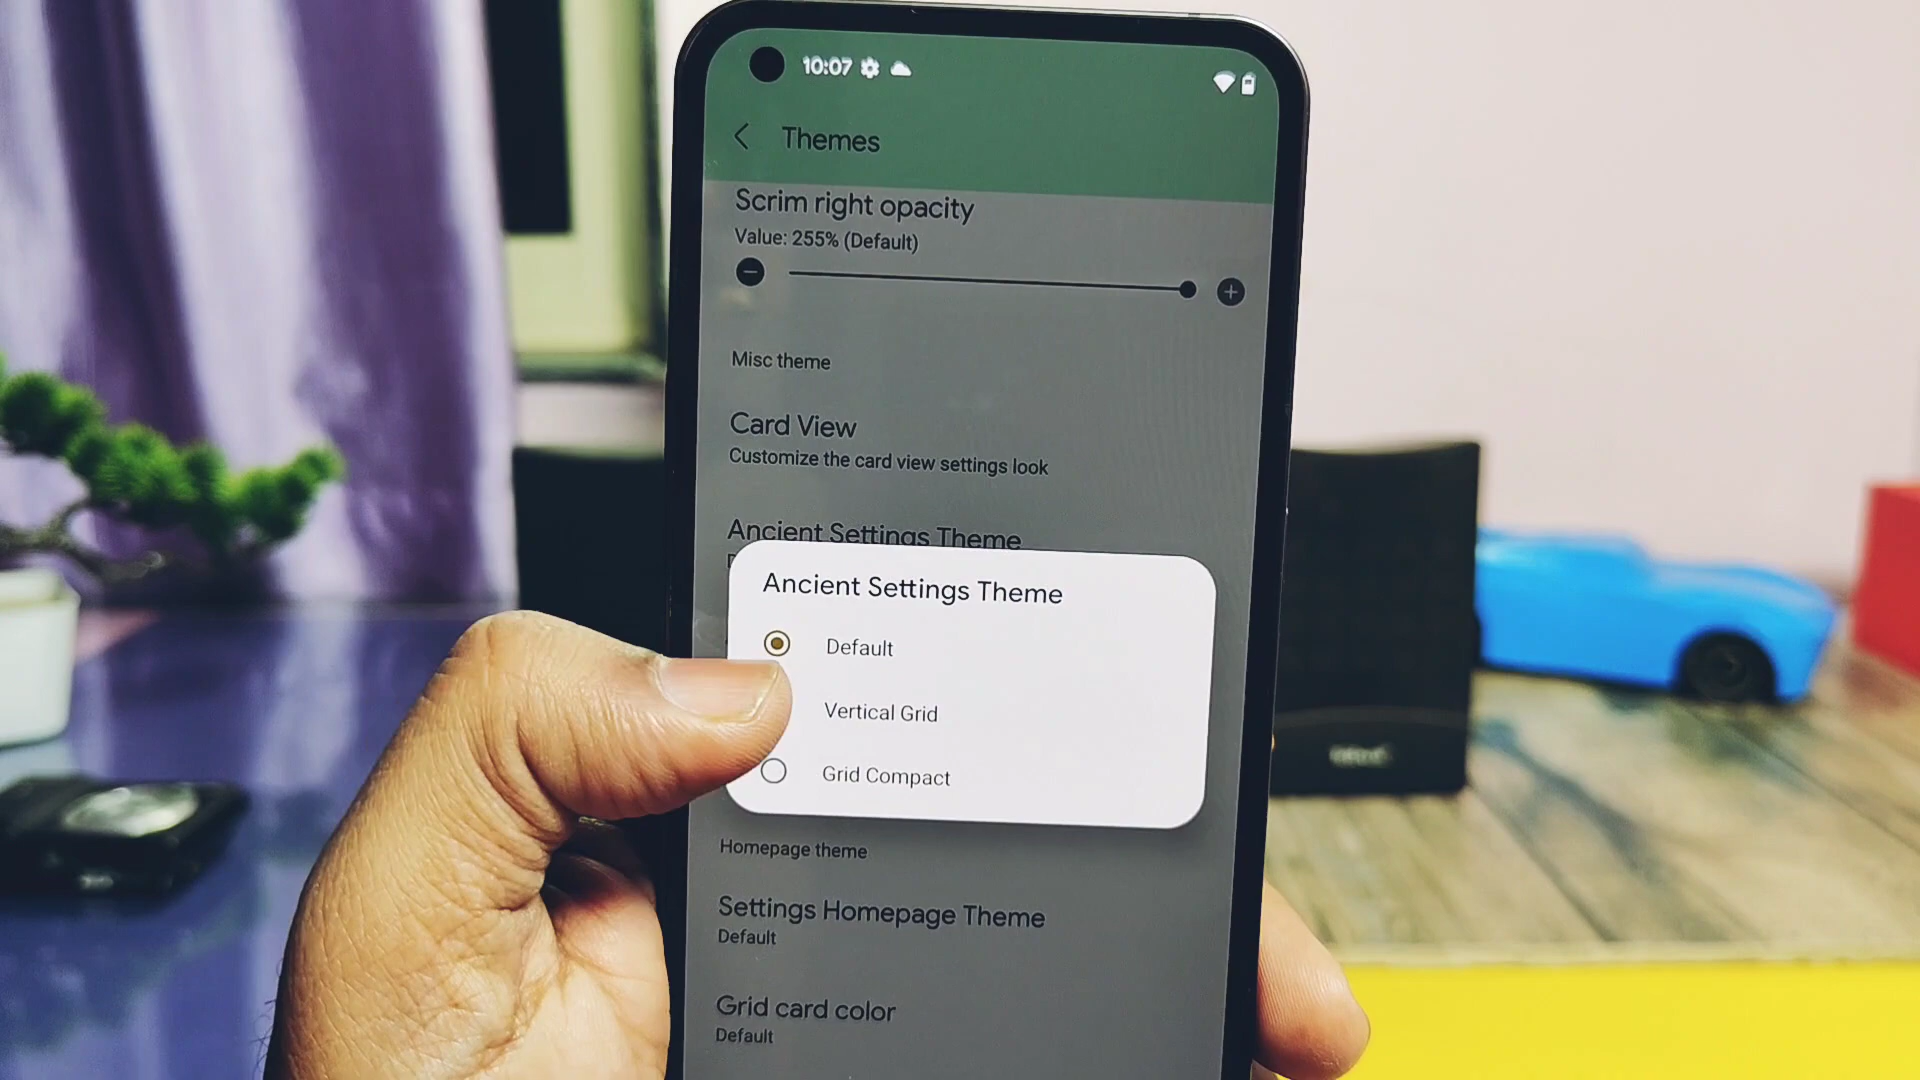 10:07
Themes
Scrim right opacity
Value: 255% (Default)
Misc theme
Card View
Customize the card view settings look
Ancient Settings Theme
Ancient Settings Theme
Default
Vertical Grid
Grid Compact
Homepage theme
Settings Homepage Theme
Default
Grid card color
Default